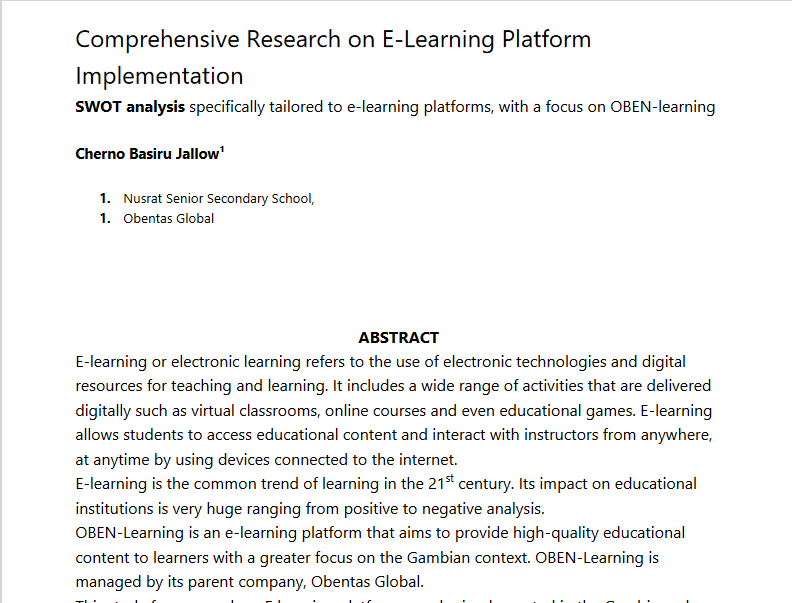 Comprehensive Research on E-Learning Platform
Implementation
SWOT analysis specifically tailored to e-learning platforms, with a focus on OBEN-learning
Cherno Basiru Jallow¹
1. Nusrat Senior Secondary School,
1. Obentas Global
ABSTRACT
E-learning or electronic learning refers to the use of electronic technologies and digital
resources for teaching and learning. It includes a wide range of activities that are delivered
digitally such as virtual classrooms, online courses and even educational games. E-learning
allows students to access educational content and interact with instructors from anywhere,
at anytime by using devices connected to the internet.
E-learning is the common trend of learning in the 21st century. Its impact on educational
institutions is very huge ranging from positive to negative analysis.
OBEN-Learning is an e-learning platform that aims to provide high-quality educational
content to learners with a greater focus on the Gambian context. OBEN-Learning is
managed by its parent company, Obentas Global.